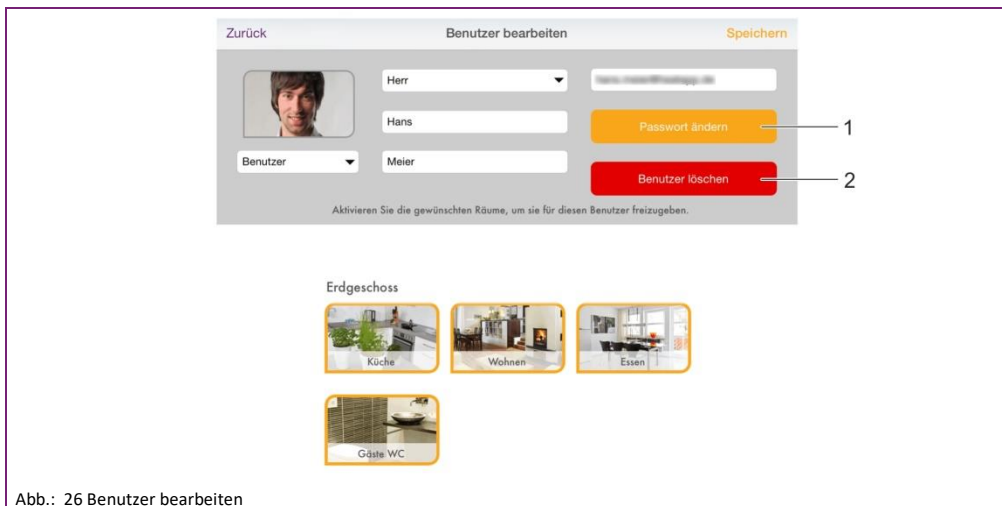 Zurück Benutzer bearbeiten Speichern
Herr
Hans
Passwort ändern 1
Benutzer Meier
Benutzer löschen 2
Aktivieren Sie die gewünschten Räume, um sie für diesen Benutzer freizugeben.
Erdgeschoss
Küche Wohnen Essen
Gäste WC
Abb.: 26 Benutzer bearbeiten